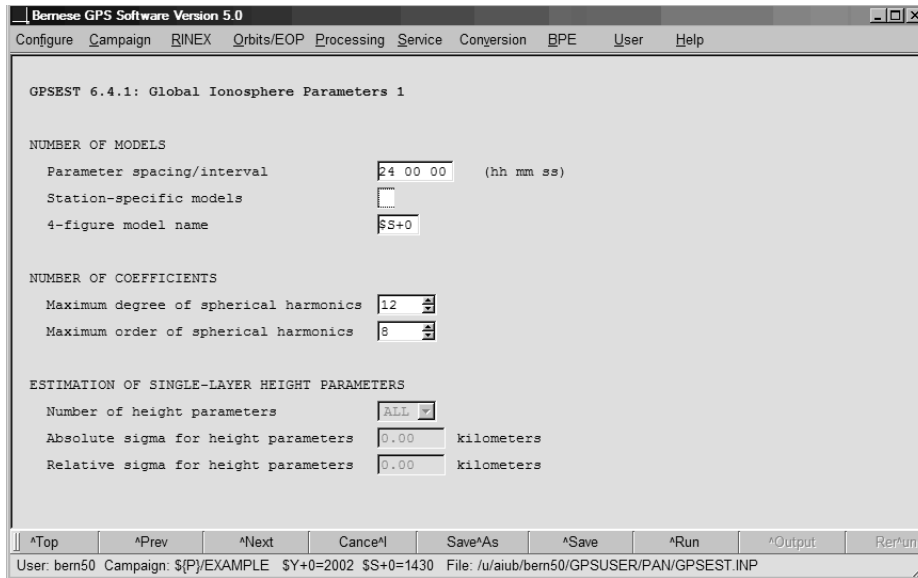 Bernese GPS Software Version 5.0
Configure Campaign RINEX Orbits/EOP Processing Service Conversion BPE User Help
GPSEST 6.4.1: Global Ionosphere Parameters 1
NUMBER OF MODELS
Parameter spacing/interval 24 00 00 (hh mm ss)
Station-specific models
4-figure model name $S+0
NUMBER OF COEFFICIENTS
Maximum degree of spherical harmonics 12
Maximum order of spherical harmonics 8
ESTIMATION OF SINGLE-LAYER HEIGHT PARAMETERS
Number of height parameters ALL
Absolute sigma for height parameters 0.00 kilometers
Relative sigma for height parameters 0.00 kilometers
^Top ^Prev ^Next Cance^l Save^As ^Save ^Run ^Output Rer^un
User: bern50 Campaign: ${P}/EXAMPLE $Y+0=2002 $S+0=1430 File: /u/aiub/bern50/GPSUSER/PAN/GPSEST.INP